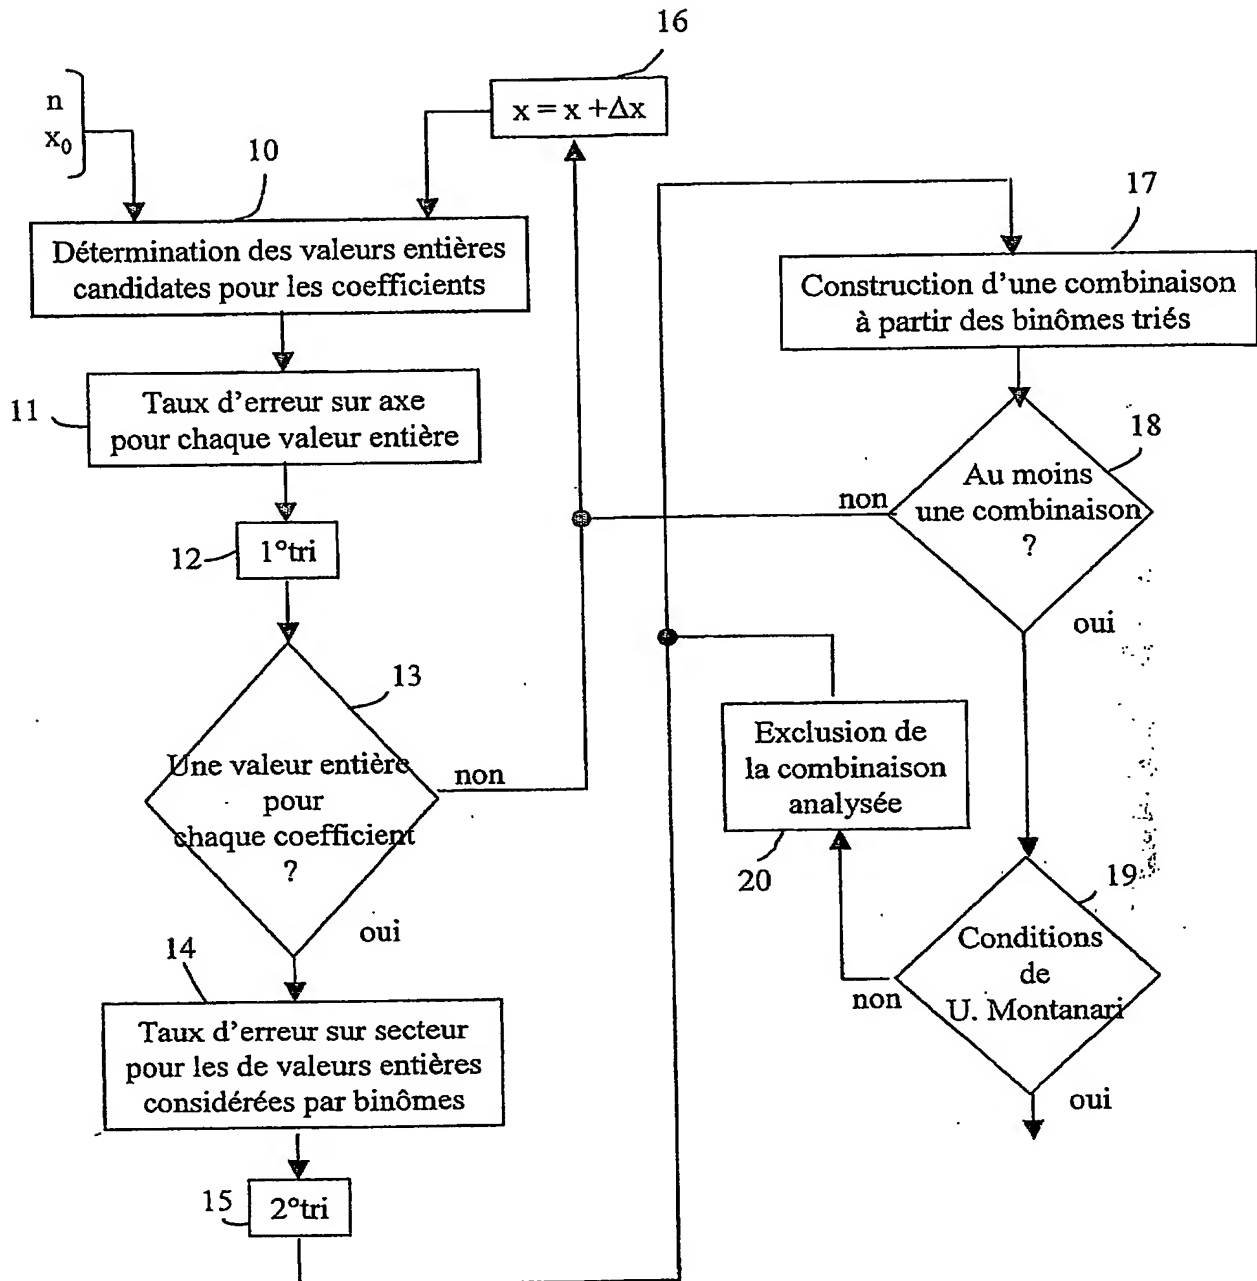 16
n
x₀
x = x +Δx
10
Détermination des valeurs entières
candidates pour les coefficients
11
Taux d'erreur sur axe
pour chaque valeur entière
12
1°tri
13
Une valeur entière
pour
chaque coefficient
?
non
oui
14
Taux d'erreur sur secteur
pour les de valeurs entières
considérées par binômes
15
2°tri
17
Construction d'une combinaison
à partir des binômes triés
18
Au moins
une combinaison
?
non
oui
Exclusion de
la combinaison
analysée
20
19
Conditions
de
U. Montanari
non
oui